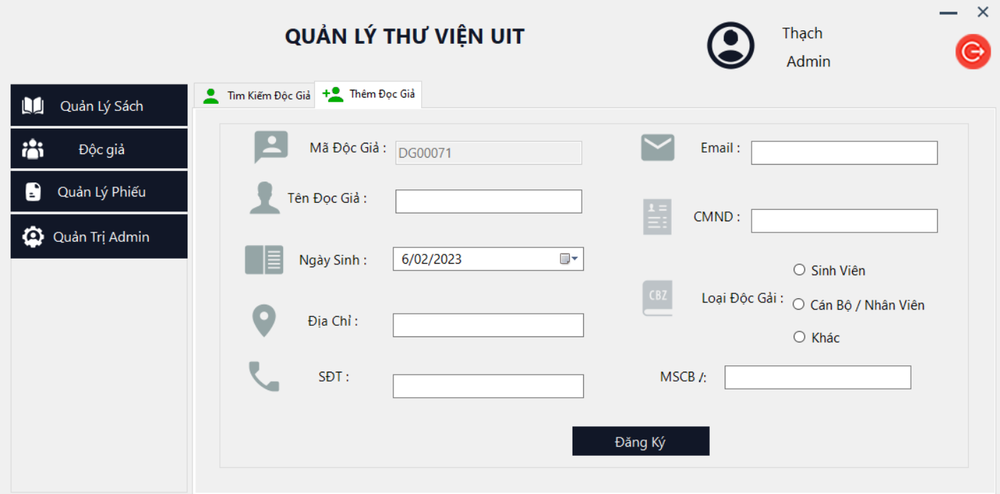 QUẢN LÝ THƯ VIỆN UIT
Thạch
Admin
Quản Lý Sách
Độc giả
Quản Lý Phiếu
Quản Trị Admin
Tìm Kiếm Độc Giả
Thêm Đọc Giả
Mã Độc Giả :
DG00071
Tên Đọc Giả :
Ngày Sinh :
6/02/2023
Địa Chỉ :
SĐT :
Email :
CMND :
CBZ
Loại Độc Gải :
Sinh Viên
Cán Bộ / Nhân Viên
Khác
MSCB /:
Đăng Ký